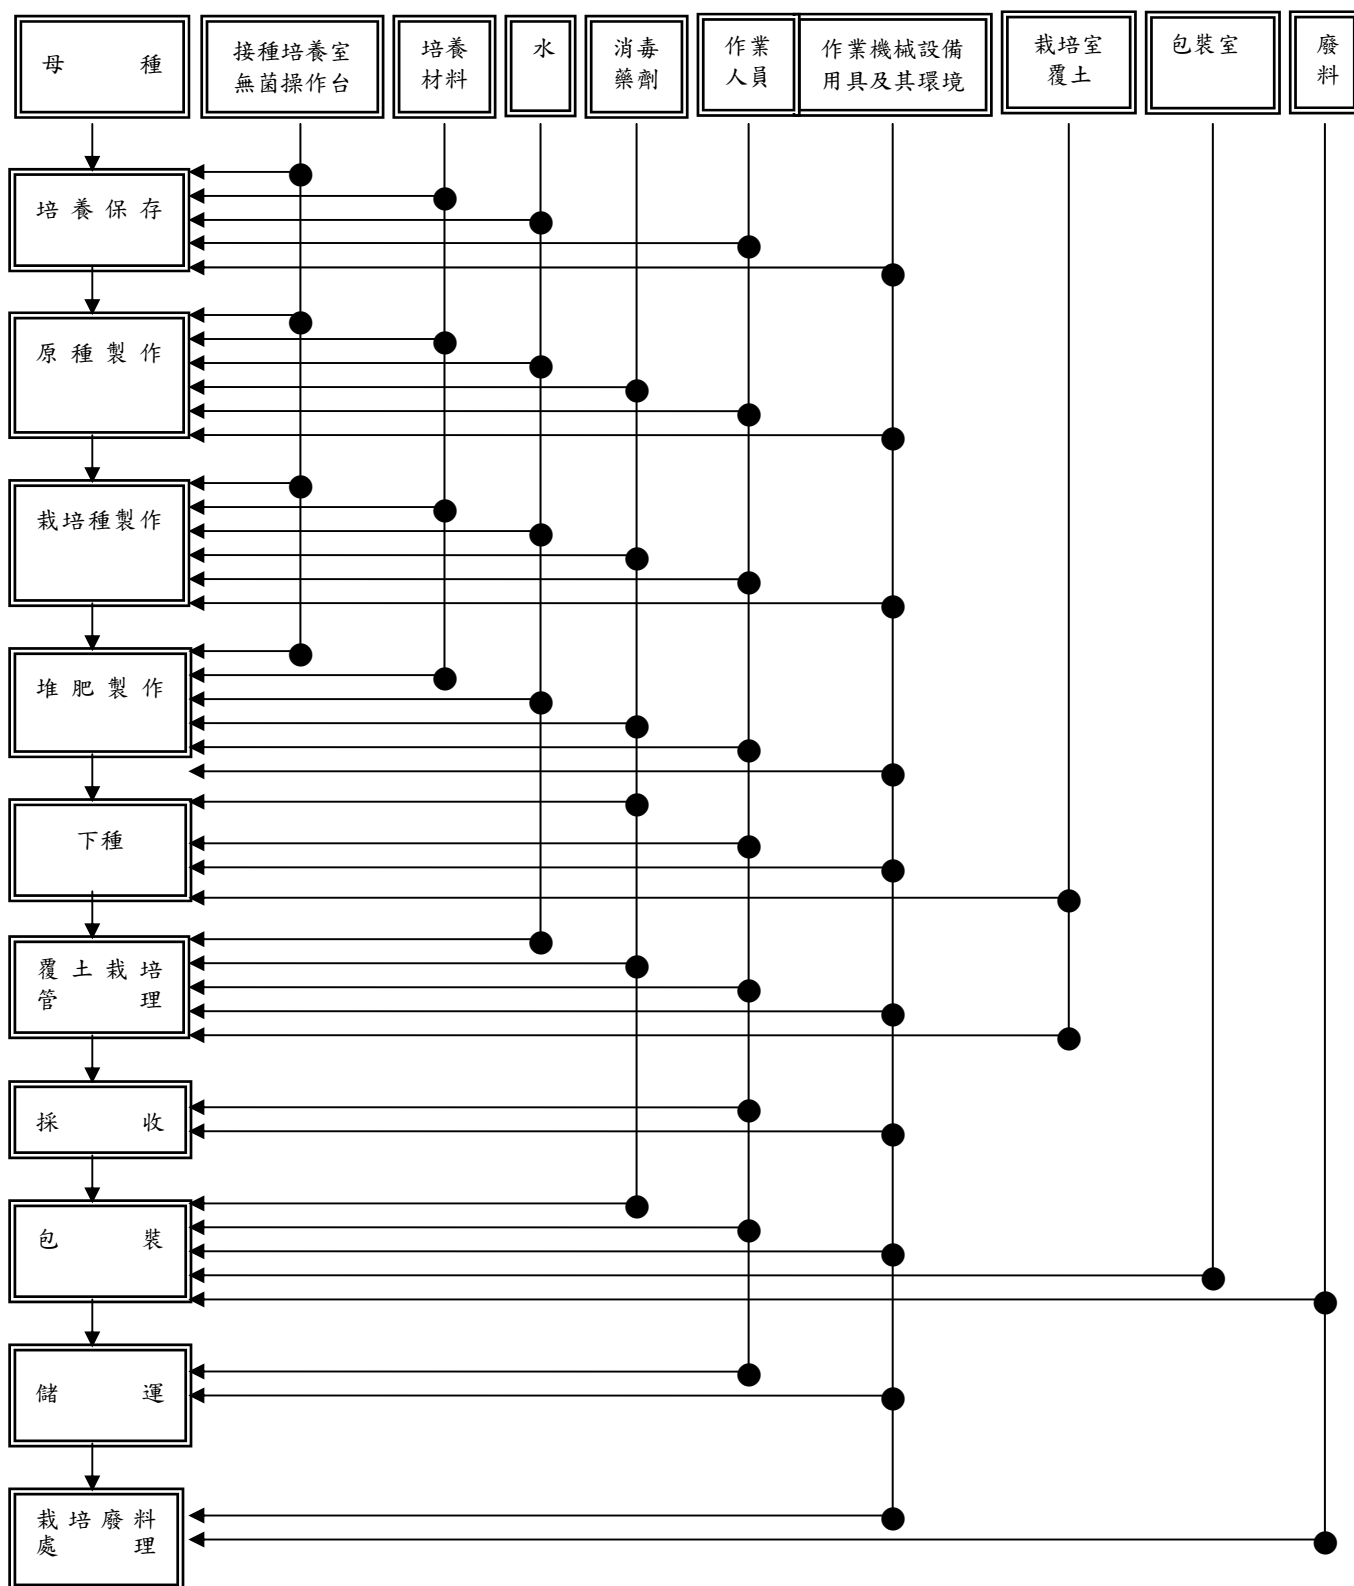 母種
接種培養室
無菌操作台
培養
材料
水
消毒
藥劑
作業
人員
作業機械設備
用具及其環境
栽培室
覆土
包裝室
廢
料
培養保存
原種製作
栽培種製作
堆肥製作
下種
覆土栽培
管理
採收
包裝
儲運
栽培廢料
處理